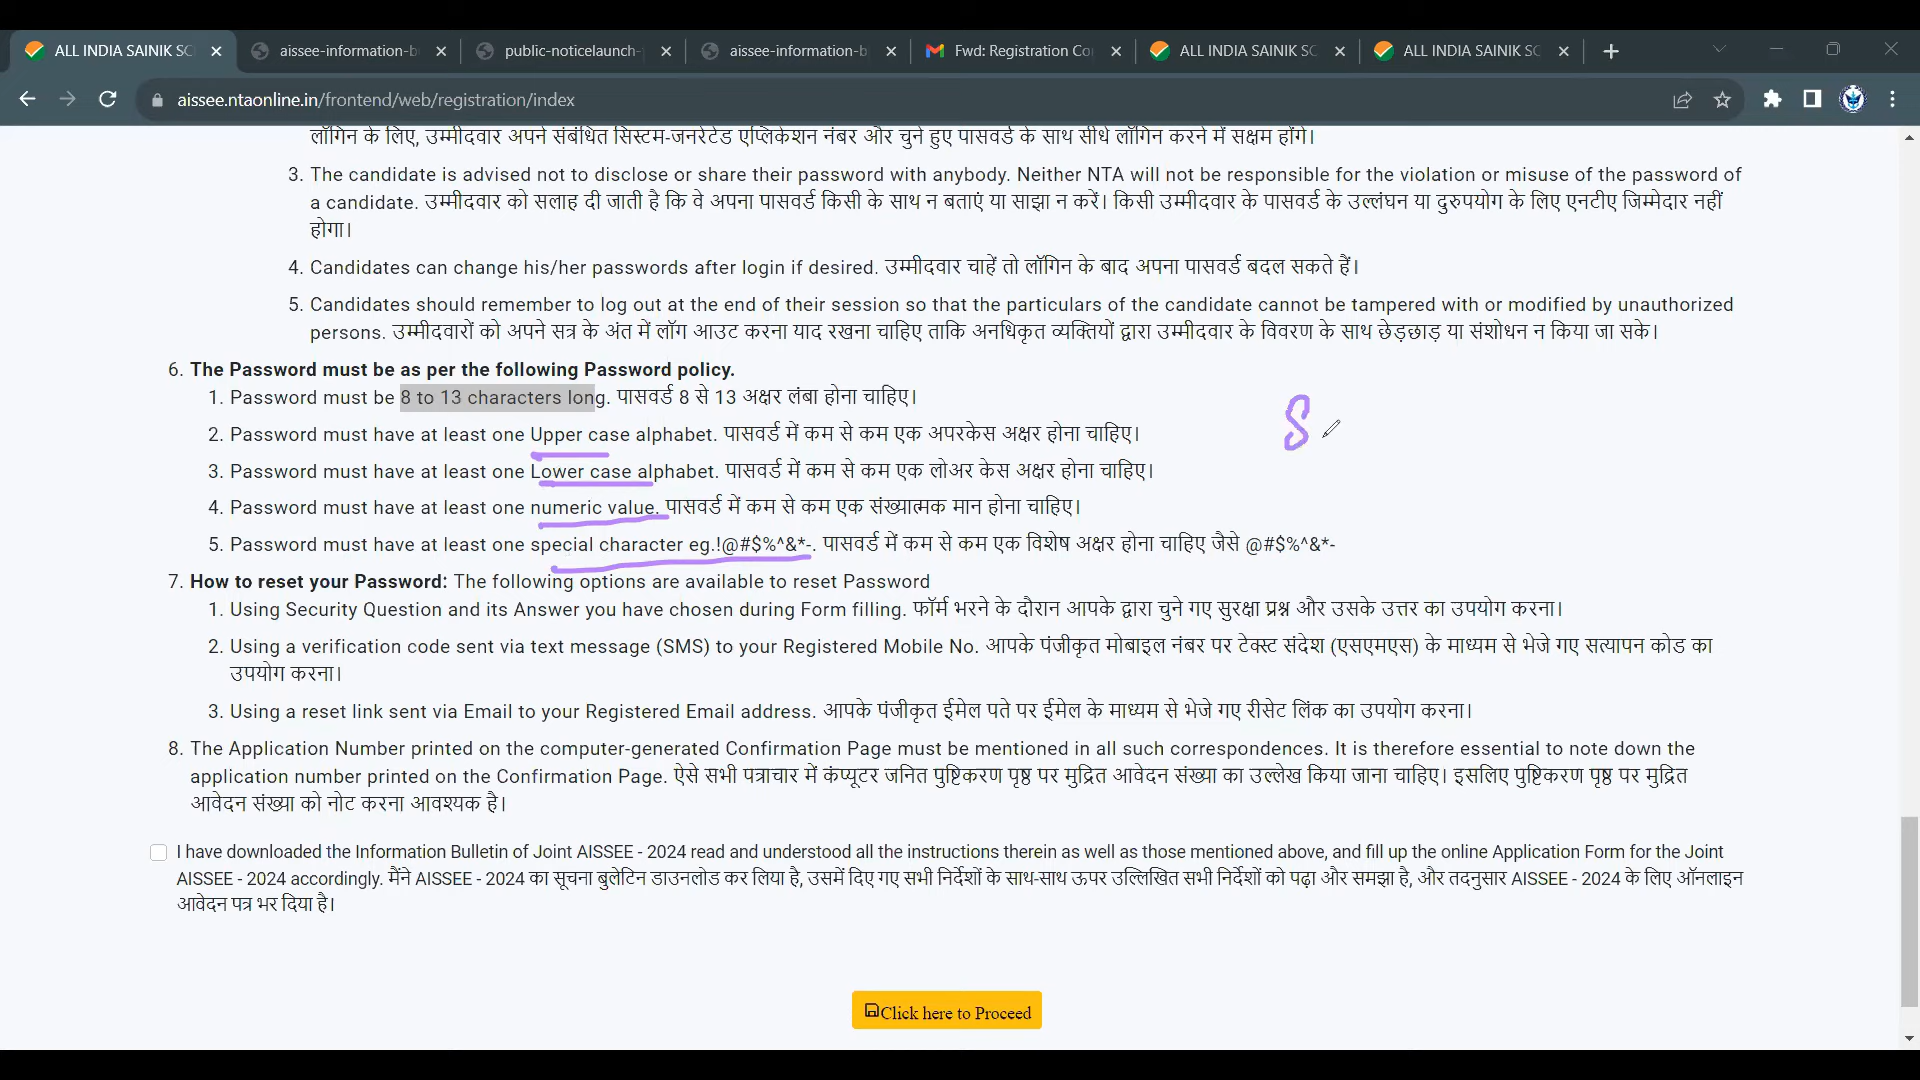 ALL INDIA SAINIK SC
aissee-information-b
public-noticelaunch-
aissee-information-b
Fwd: Registration Co
ALL INDIA SAINIK SC
ALL INDIA SAINIK SC
aissee.ntaonline.in/frontend/web/registration/index
लॉगिन के लिए, उम्मीदवार अपने संबंधित सिस्टम-जनरेटेड एप्लिकेशन नंबर और चुने हुए पासवर्ड के साथ सीधे लॉगिन करने में सक्षम होंगे।
3. The candidate is advised not to disclose or share their password with anybody. Neither NTA will not be responsible for the violation or misuse of the password of
a candidate. उम्मीदवार को सलाह दी जाती है कि वे अपना पासवर्ड किसी के साथ न बताएं या साझा न करें। किसी उम्मीदवार के पासवर्ड के उल्लंघन या दुरुपयोग के लिए एनटीए जिम्मेदार नहीं
होगा।
4. Candidates can change his/her passwords after login if desired. उम्मीदवार चाहें तो लॉगिन के बाद अपना पासवर्ड बदल सकते हैं।
5. Candidates should remember to log out at the end of their session so that the particulars of the candidate cannot be tampered with or modified by unauthorized
persons. उम्मीदवारों को अपने सत्र के अंत में लॉग आउट करना याद रखना चाहिए ताकि अनधिकृत व्यक्तियों द्वारा उम्मीदवार के विवरण के साथ छेड़छाड़ या संशोधन न किया जा सके।
6. The Password must be as per the following Password policy.
1. Password must be 8 to 13 characters long. पासवर्ड 8 से 13 अक्षर लंबा होना चाहिए।
S
2. Password must have at least one Upper case alphabet. पासवर्ड में कम से कम एक अपरकेस अक्षर होना चाहिए।
3. Password must have at least one Lower case alphabet. पासवर्ड में कम से कम एक लोअर केस अक्षर होना चाहिए।
4. Password must have at least one numeric value. पासवर्ड में कम से कम एक संख्यात्मक मान होना चाहिए।
5. Password must have at least one special character eg.!@#$%^&*-. पासवर्ड में कम से कम एक विशेष अक्षर होना चाहिए जैसे @#$%^&*-
7. How to reset your Password: The following options are available to reset Password
1. Using Security Question and its Answer you have chosen during Form filling. फॉर्म भरने के दौरान आपके द्वारा चुने गए सुरक्षा प्रश्न और उसके उत्तर का उपयोग करना।
2. Using a verification code sent via text message (SMS) to your Registered Mobile No. आपके पंजीकृत मोबाइल नंबर पर टेक्स्ट संदेश (एसएमएस) के माध्यम से भेजे गए सत्यापन कोड का
उपयोग करना।
3. Using a reset link sent via Email to your Registered Email address. आपके पंजीकृत ईमेल पते पर ईमेल के माध्यम से भेजे गए रीसेट लिंक का उपयोग करना।
8. The Application Number printed on the computer-generated Confirmation Page must be mentioned in all such correspondences. It is therefore essential to note down the
application number printed on the Confirmation Page. ऐसे सभी पत्राचार में कंप्यूटर जनित पुष्टिकरण पृष्ठ पर मुद्रित आवेदन संख्या का उल्लेख किया जाना चाहिए। इसलिए पुष्टिकरण पृष्ठ पर मुद्रित
आवेदन संख्या को नोट करना आवश्यक है।
I have downloaded the Information Bulletin of Joint AISSEE - 2024 read and understood all the instructions therein as well as those mentioned above, and fill up the online Application Form for the Joint
AISSEE - 2024 accordingly. मैंने AISSEE - 2024 का सूचना बुलेटिन डाउनलोड कर लिया है, उसमें दिए गए सभी निर्देशों के साथ-साथ ऊपर उल्लिखित सभी निर्देशों को पढ़ा और समझा है, और तदनुसार AISSEE - 2024 के लिए ऑनलाइन
आवेदन पत्र भर दिया है।
Click here to Proceed